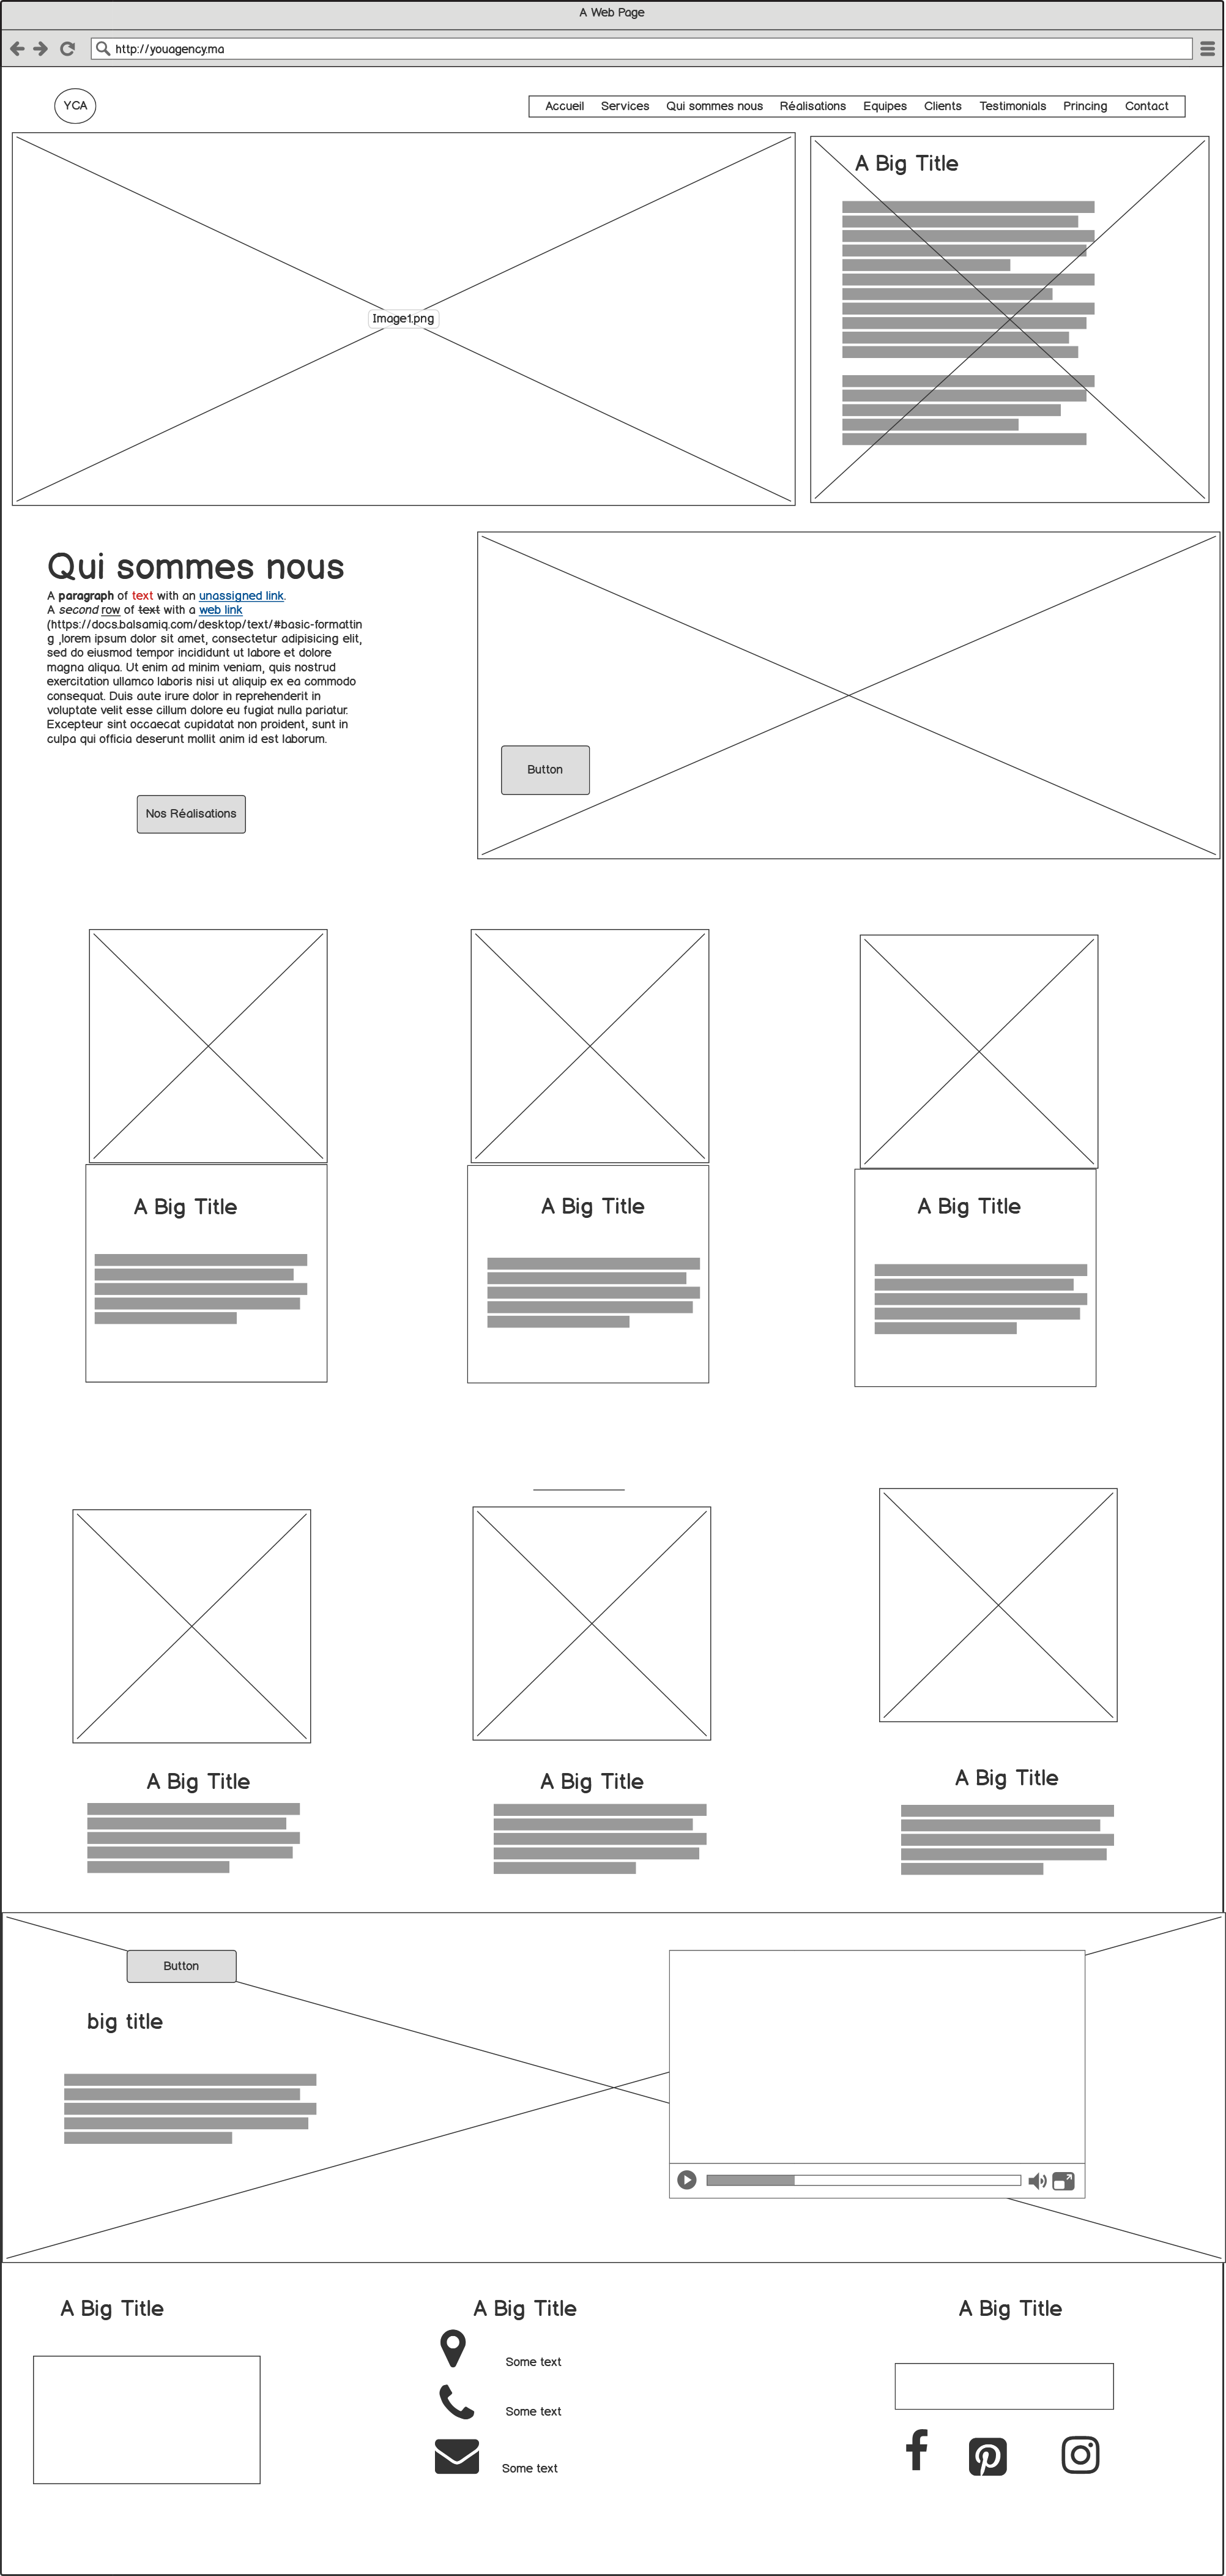 A Web Page
http://youagency.ma
YCA
Accueil Services Qui sommes nous Réalisations Equipes Clients Testimonials Princing Contact
Image1.png
A Big Title
Qui sommes nous
A paragraph of text with an unassigned link.
A second row of text with a web link
(https://docs.balsamiq.com/desktop/text/#basic-formattin
g ,lorem ipsum dolor sit amet, consectetur adipisicing elit,
sed do eiusmod tempor incididunt ut labore et dolore
magna aliqua. Ut enim ad minim veniam, quis nostrud
exercitation ullamco laboris nisi ut aliquip ex ea commodo
consequat. Duis aute irure dolor in reprehenderit in
voluptate velit esse cillum dolore eu fugiat nulla pariatur.
Excepteur sint occaecat cupidatat non proident, sunt in
culpa qui officia deserunt mollit anim id est laborum.
Button
Nos Réalisations
A Big Title
A Big Title
A Big Title
A Big Title
A Big Title
A Big Title
Button
big title
A Big Title
A Big Title
A Big Title
Some text
Some text
Some text